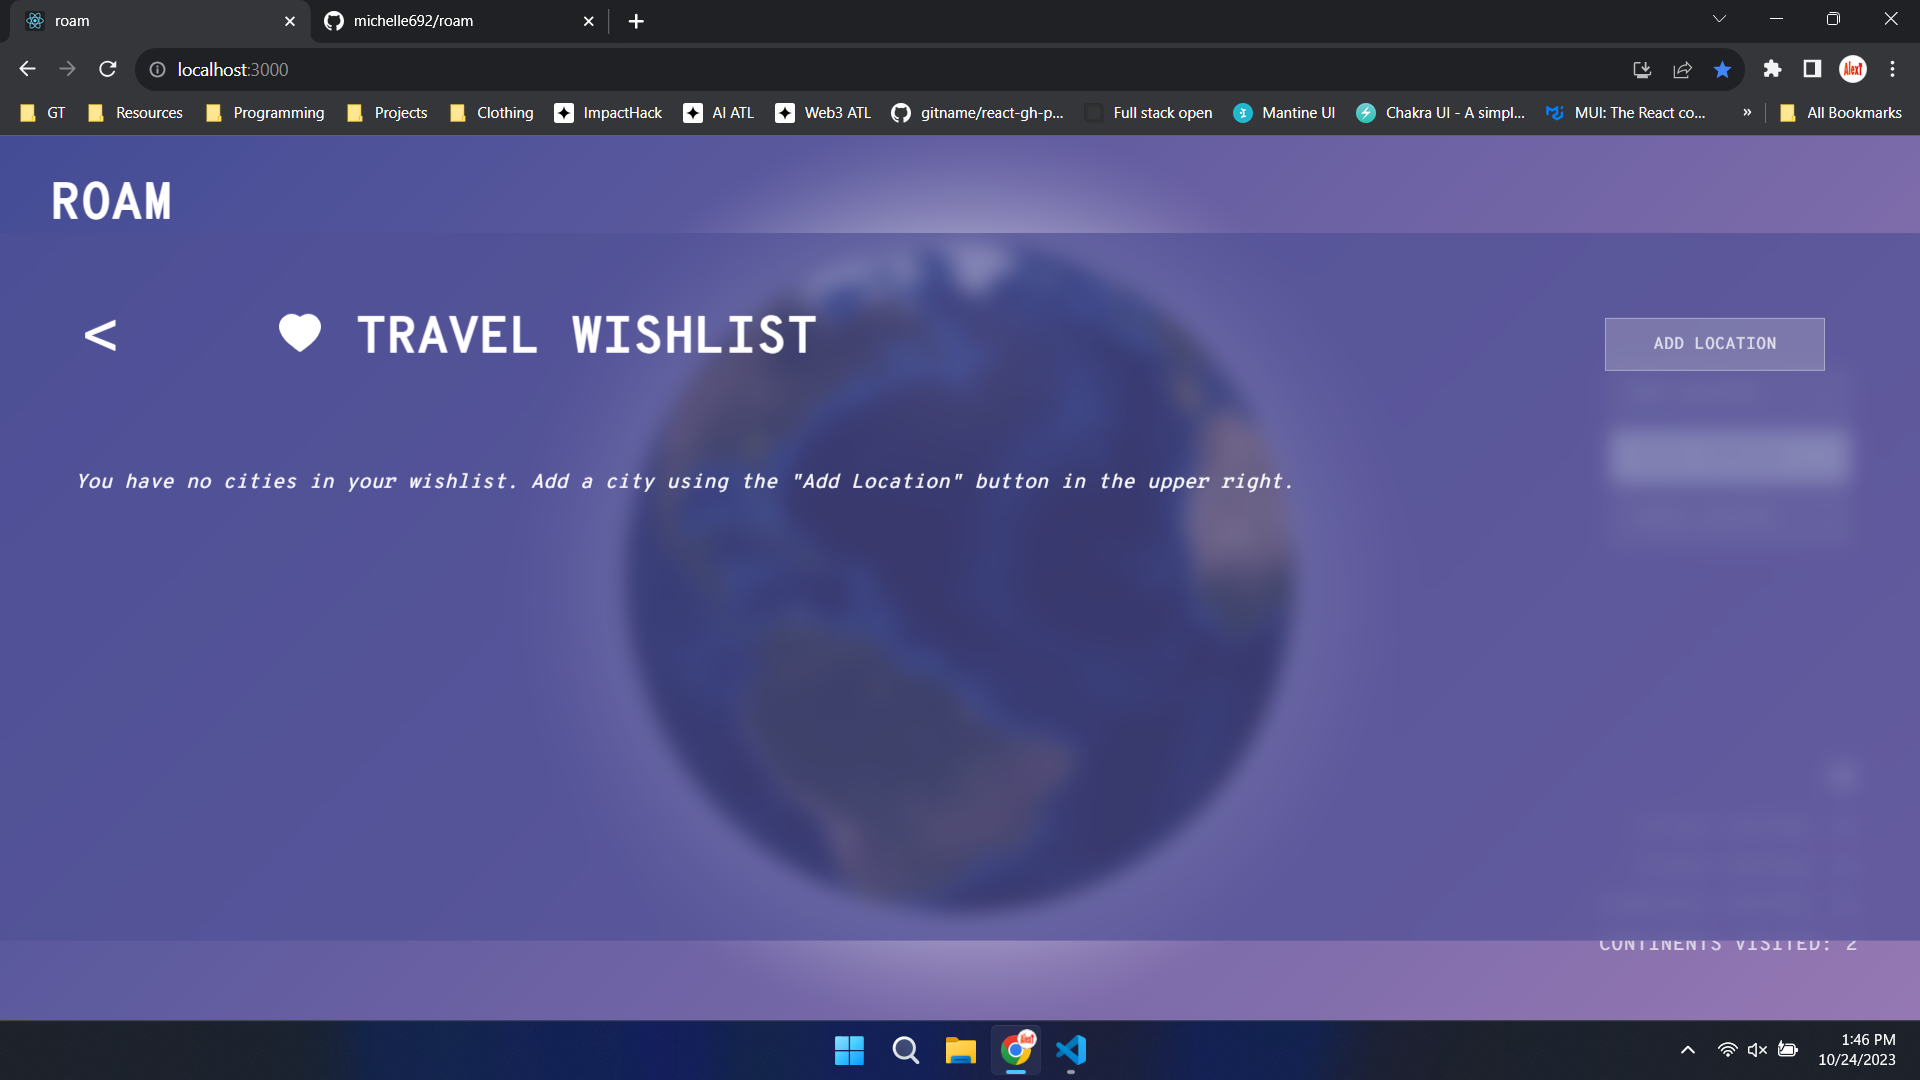 roam
michelle692/roam
localhost:3000
GT
Resources
Programming
Projects
Clothing
ImpactHack
AI ATL
Web3 ATL
gitname/react-gh-p...
Full stack open
Mantine UI
Chakra UI - A simpl...
MUI: The React co...
»
All Bookmarks
ROAM
<
TRAVEL WISHLIST
ADD LOCATION
You have no cities in your wishlist. Add a city using the "Add Location" button in the upper right.
CONTINENTS VISITED: 2
1:46 PM
10/24/2023